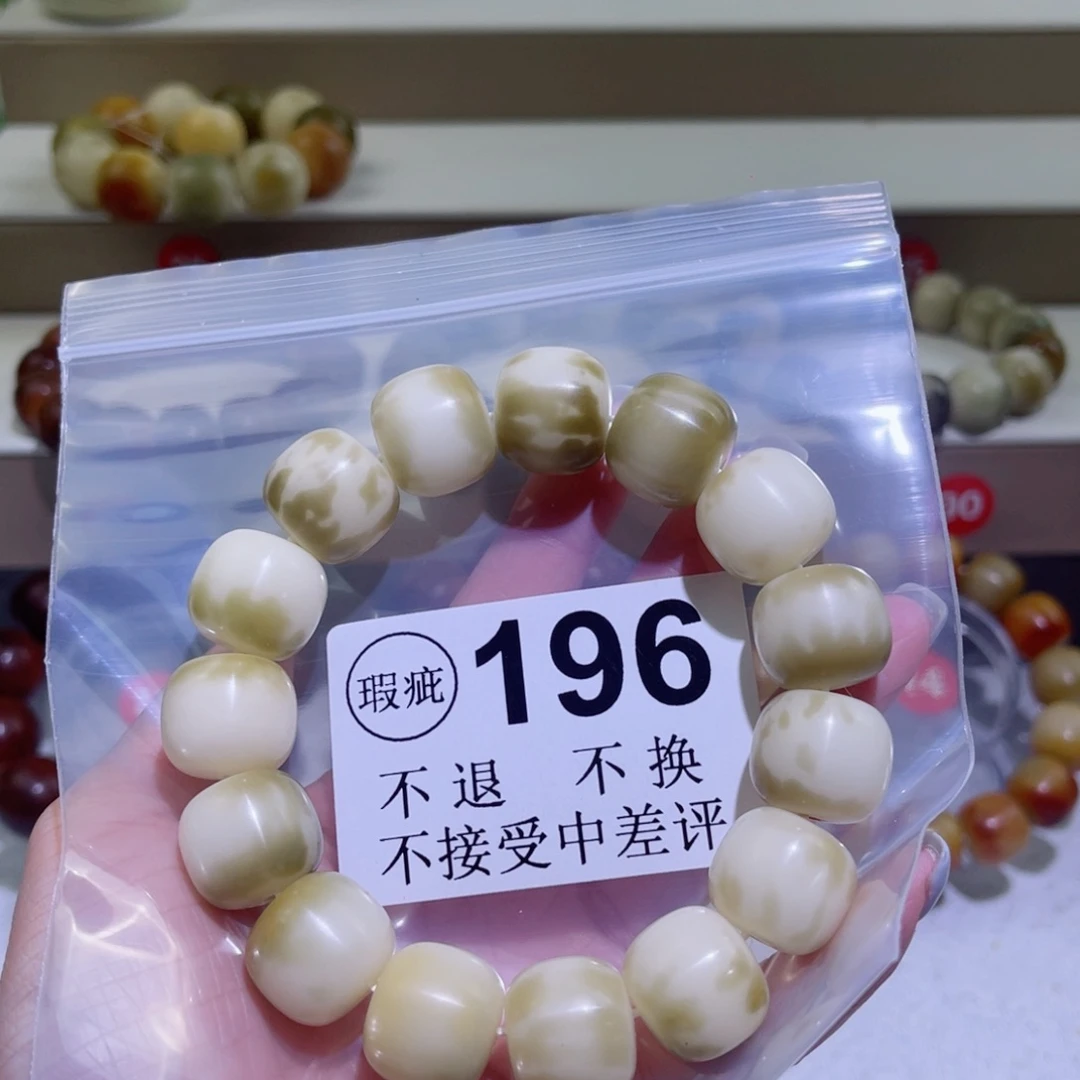 瑕疵 196
不退 不换
不接受中差评